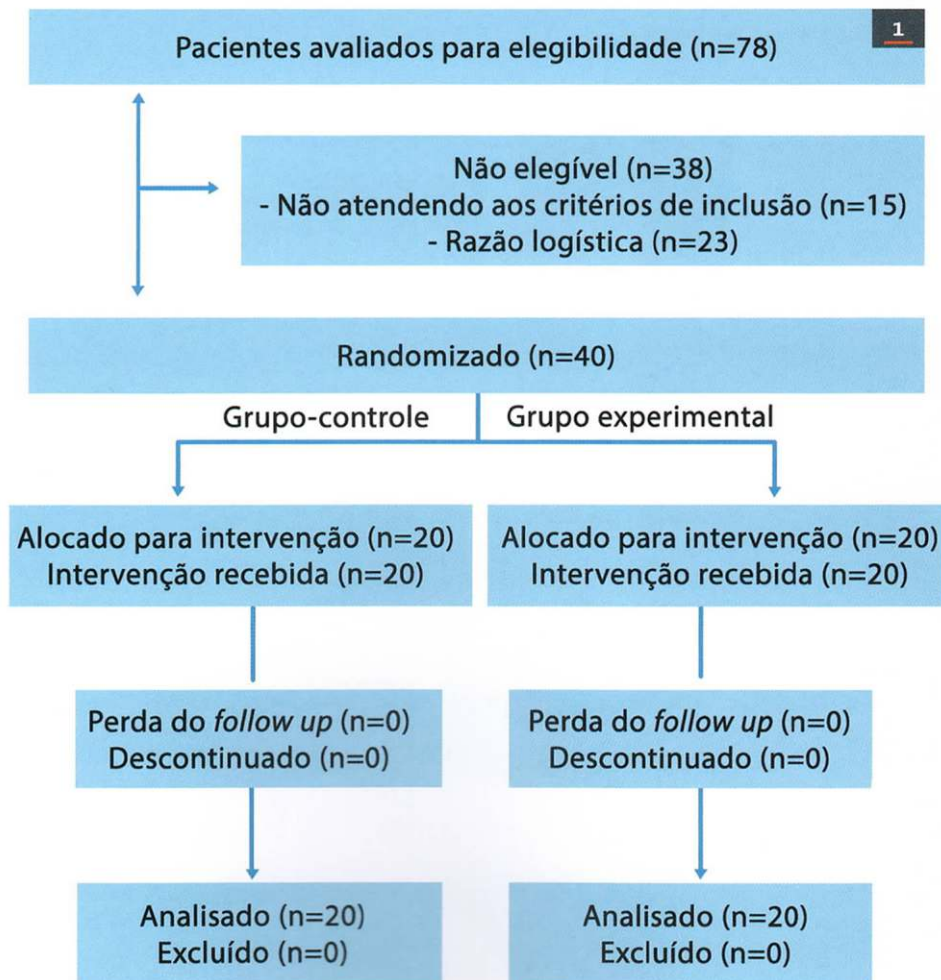 1
Pacientes avaliados para elegibilidade (n=78)
Não elegível (n=38)
- Não atendendo aos critérios de inclusão (n=15)
- Razão logística (n=23)
Randomizado (n=40)
Grupo-controle
Grupo experimental
Alocado para intervenção (n=20)
Intervenção recebida (n=20)
Alocado para intervenção (n=20)
Intervenção recebida (n=20)
Perda do follow up (n=0)
Descontinuado (n=0)
Perda do follow up (n=0)
Descontinuado (n=0)
Analisado (n=20)
Excluído (n=0)
Analisado (n=20)
Excluído (n=0)